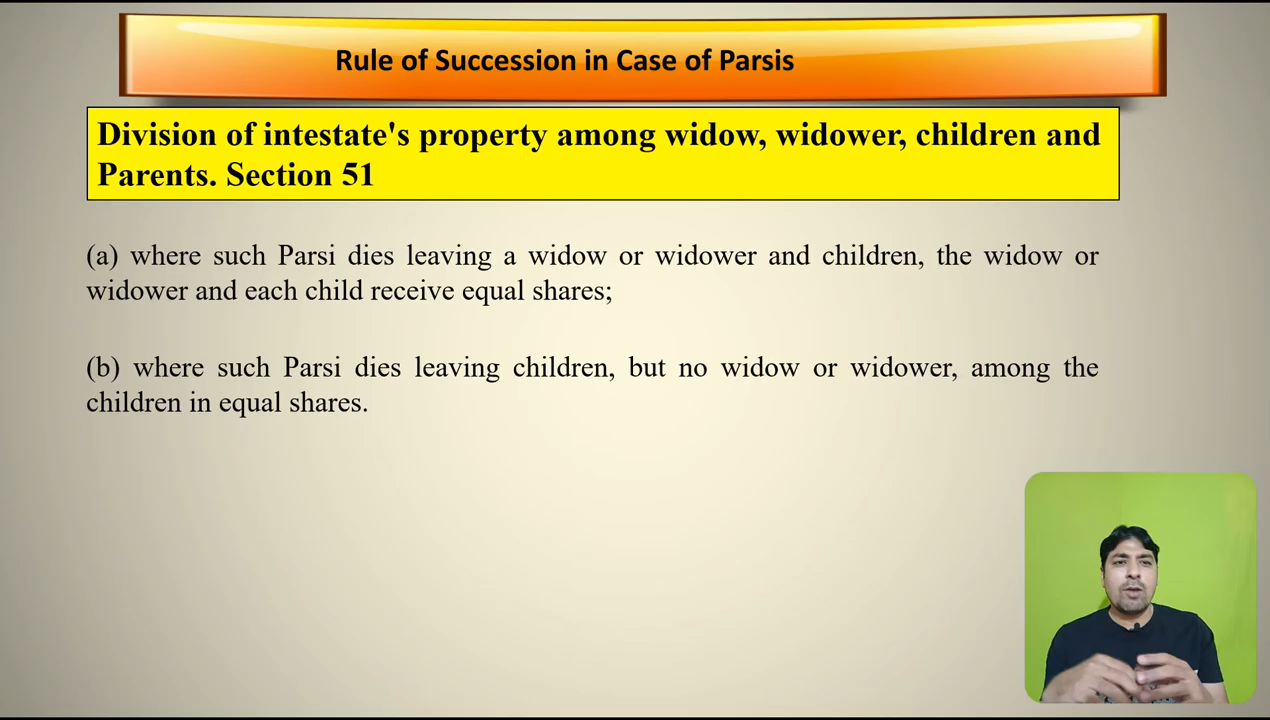 Rule of Succession in Case of Parsis
Division of intestate's property among widow, widower, children and
Parents. Section 51
(a) where such Parsi dies leaving a widow or widower and children, the widow or
widower and each child receive equal shares;
(b) where such Parsi dies leaving children, but no widow or widower, among the
children in equal shares.